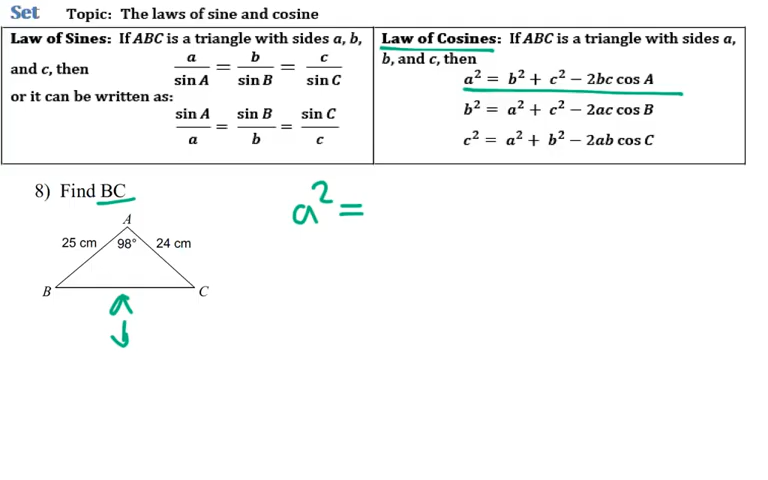 Set Topic: The laws of sine and cosine
Law of Sines: If ABC is a triangle with sides a, b,
and c, then a/sin A = b/sin B = c/sin C
or it can be written as:
sin A/a = sin B/b = sin C/c
Law of Cosines: If ABC is a triangle with sides a,
b, and c, then
a² = b² + c² − 2bc cos A
b² = a² + c² − 2ac cos B
c² = a² + b² − 2ab cos C
8) Find BC
a² =
A
25 cm 98° 24 cm
B C
a